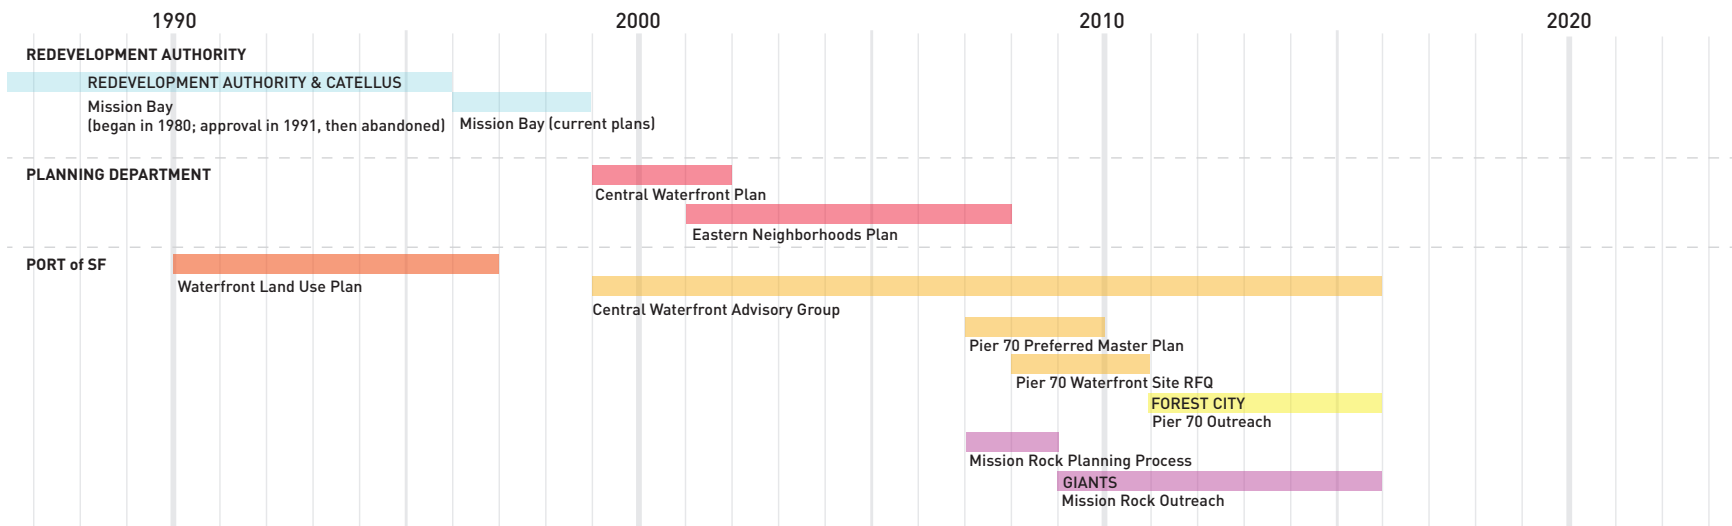 1990
2000
2010
2020
REDEVELOPMENT AUTHORITY
REDEVELOPMENT AUTHORITY & CATELLUS
Mission Bay
(began in 1980; approval in 1991, then abandoned)
Mission Bay (current plans)
PLANNING DEPARTMENT
Central Waterfront Plan
Eastern Neighborhoods Plan
PORT of SF
Waterfront Land Use Plan
Central Waterfront Advisory Group
Pier 70 Preferred Master Plan
Pier 70 Waterfront Site RFQ
FOREST CITY
Pier 70 Outreach
Mission Rock Planning Process
GIANTS
Mission Rock Outreach